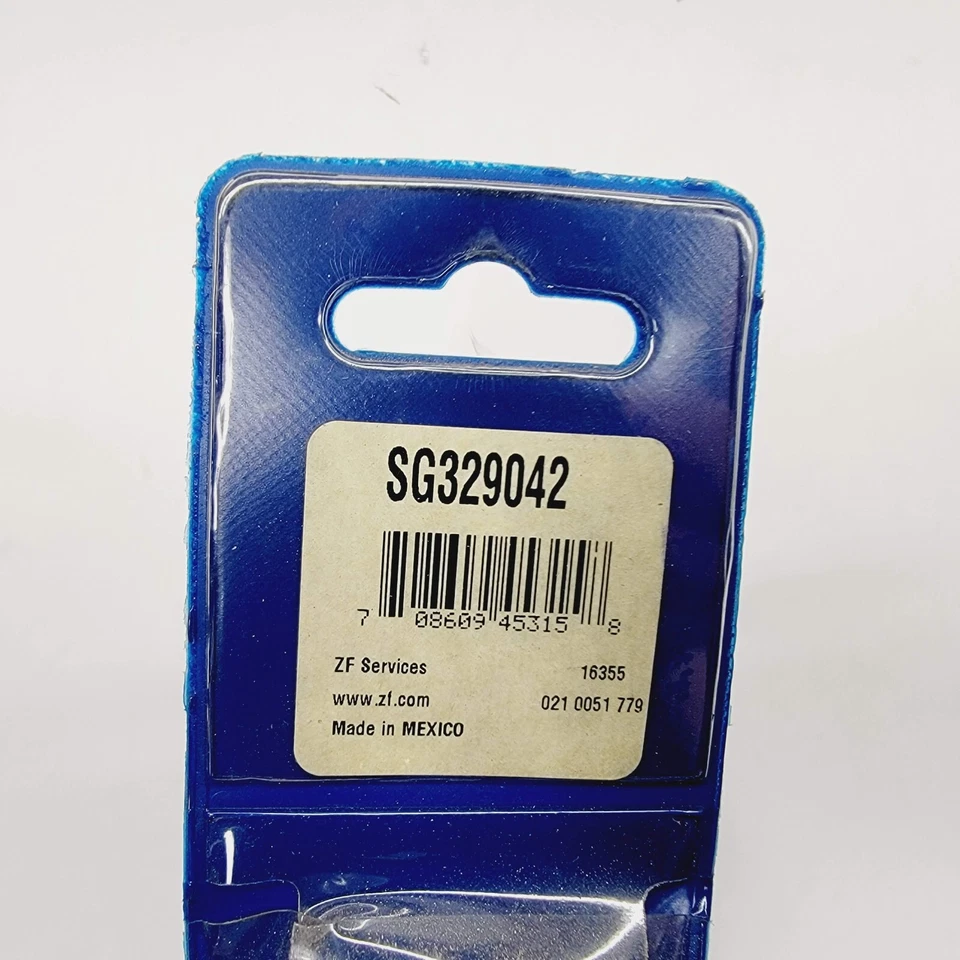 SG329042
7 08609 45315 8
ZF Services 16355
www.zf.com 021 0051 779
Made in MEXICO